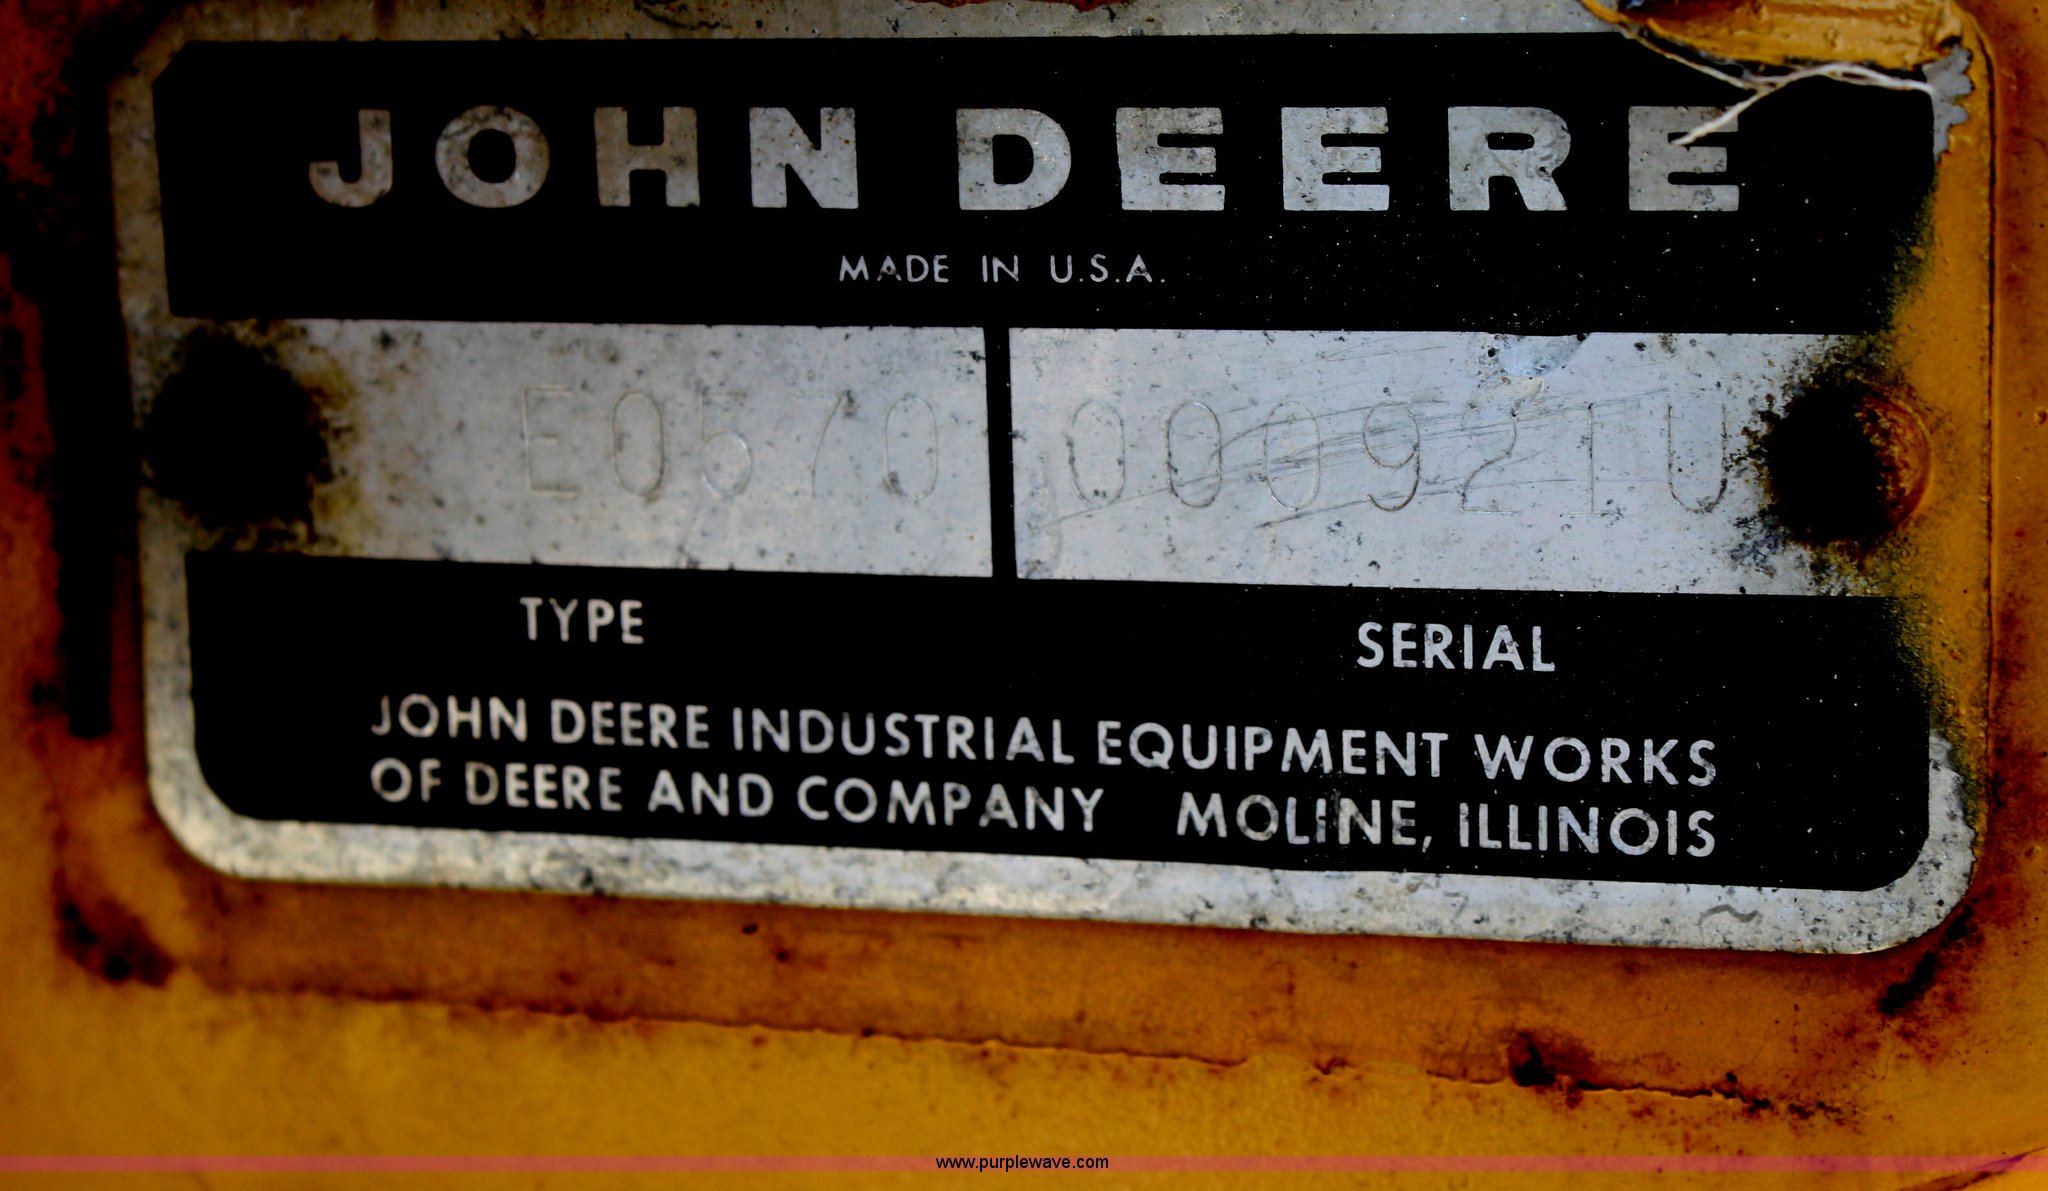 JOHN DEERE
MADE IN U.S.A.
E0570 000921U
TYPE SERIAL
JOHN DEERE INDUSTRIAL EQUIPMENT WORKS
OF DEERE AND COMPANY MOLINE, ILLINOIS
www.purplewave.com